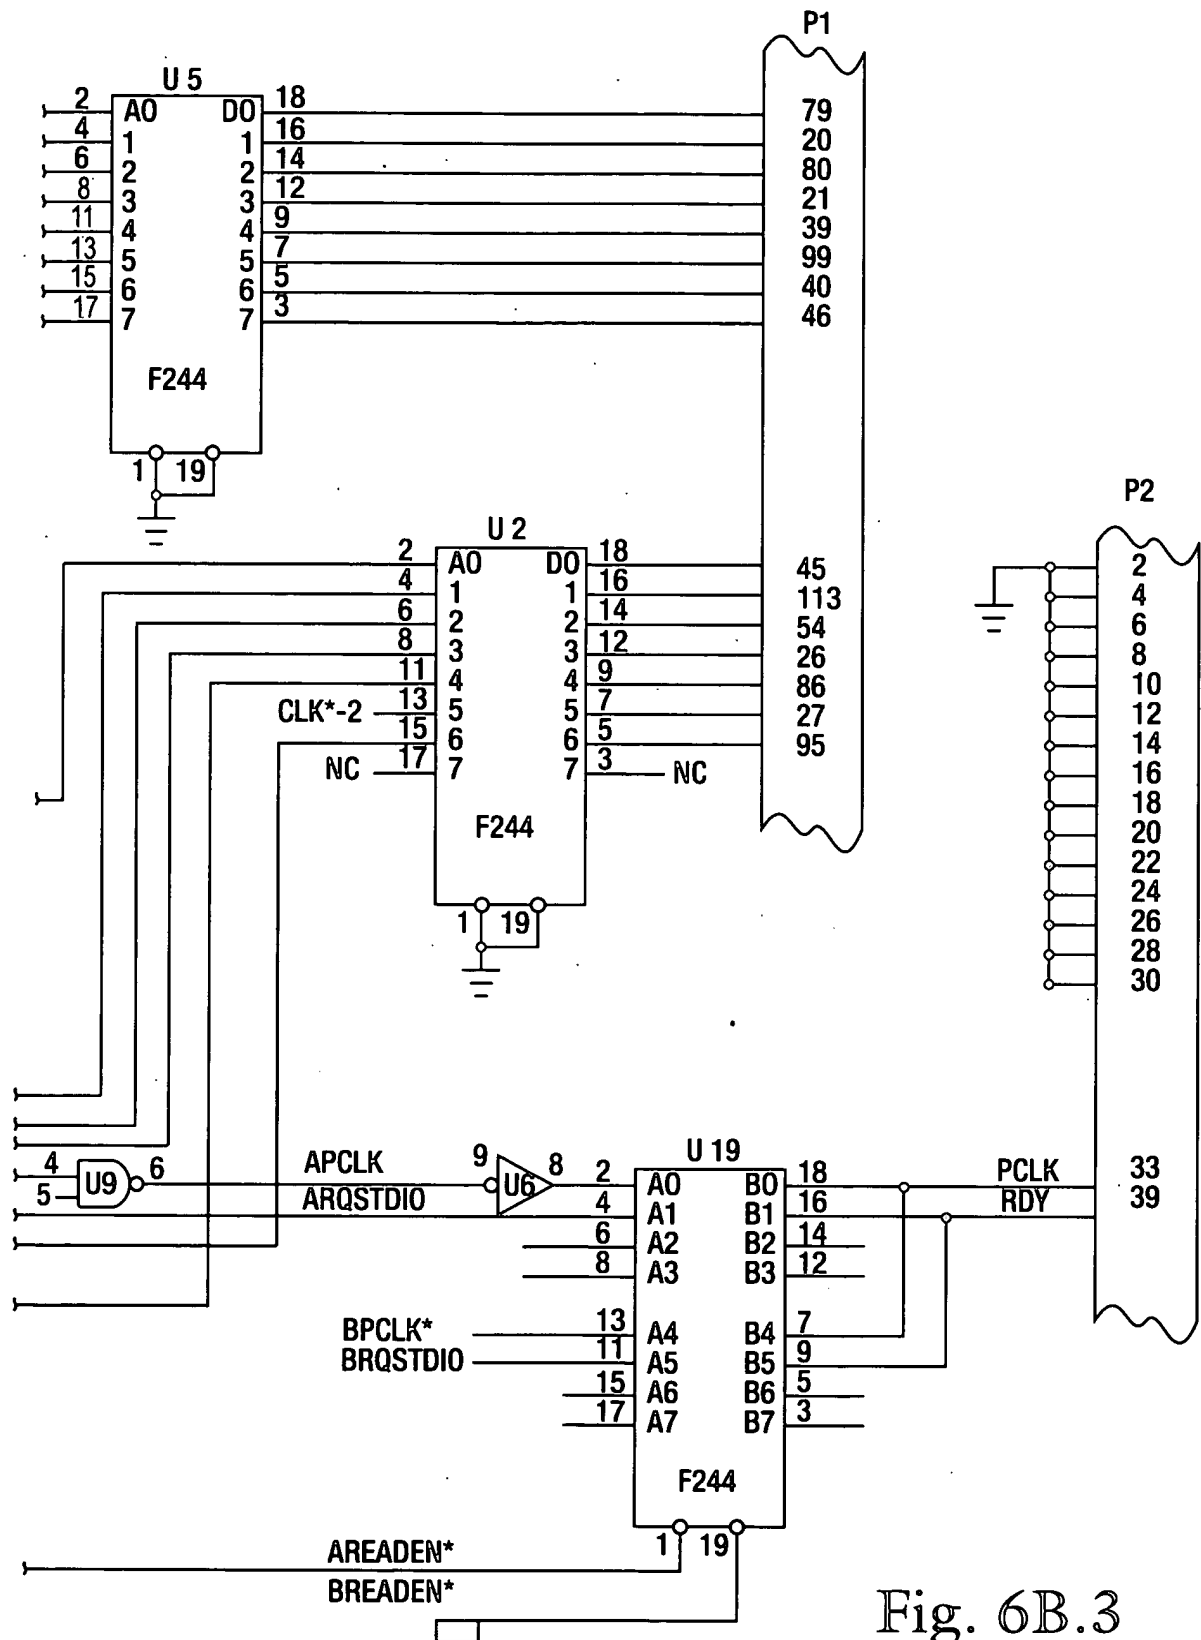 P1
U 5
2 A0 D0 18 79
4 1 1 16 20
6 2 2 14 80
8 3 3 12 21
11 4 4 9 39
13 5 5 7 99
15 6 6 5 40
17 7 7 3 46
F244
1 19
P2
U 2
2 A0 D0 18 45
4 1 1 16 113
6 2 2 14 54
8 3 3 12 26
11 4 4 9 86
CLK*-2 13 5 5 7 27
15 6 6 5 95
NC 17 7 7 3 NC
F244
1 19
2
4
6
8
10
12
14
16
18
20
22
24
26
28
30
U 19
4 U9 6 APCLK 9 U6 8 2 A0 B0 18 PCLK 33
5 ARQSTDIO 4 A1 B1 16 RDY 39
6 A2 B2 14
8 A3 B3 12
BPCLK* 13 A4 B4 7
BRQSTDIO 11 A5 B5 9
15 A6 B6 5
17 A7 B7 3
F244
1 19
AREADEN*
BREADEN*
Fig. 6B.3